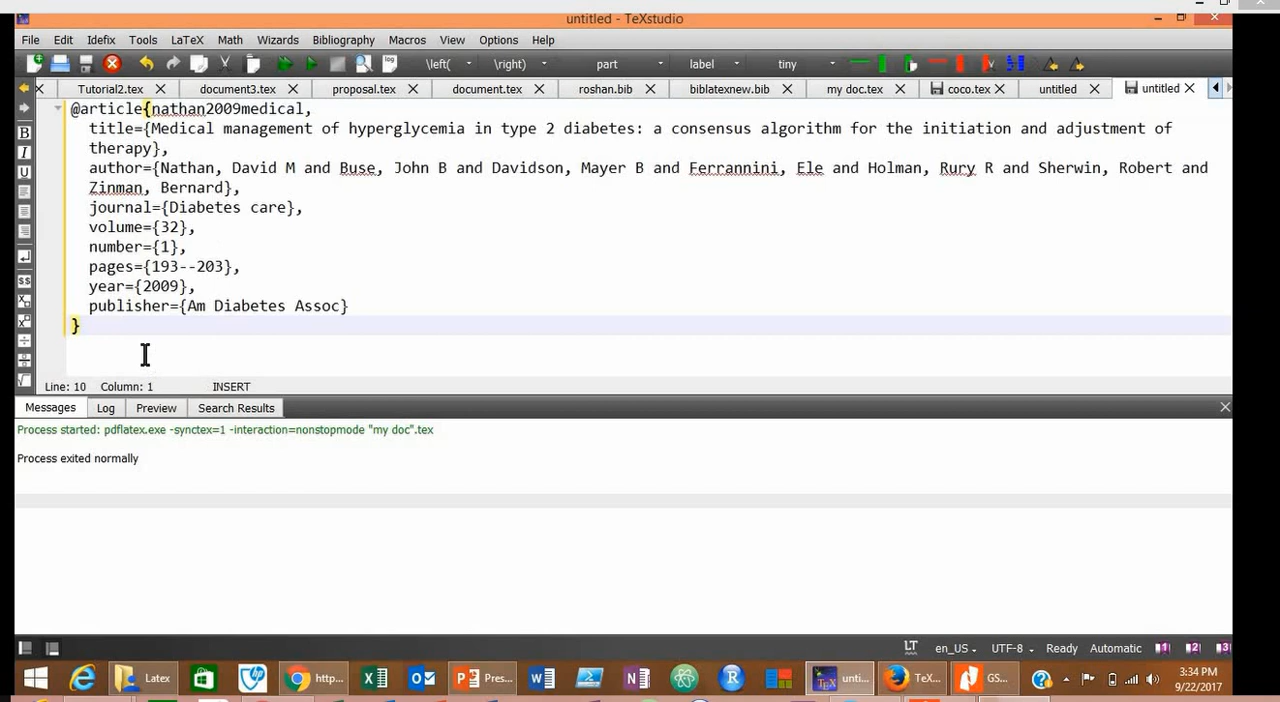 untitled - TeXstudio
File Edit Idefix Tools LaTeX Math Wizards Bibliography Macros View Options Help
\left( \right) part label tiny
Tutorial2.tex document3.tex proposal.tex document.tex roshan.bib biblatexnew.bib my doc.tex coco.tex untitled untitled
@article{nathan2009medical,
title={Medical management of hyperglycemia in type 2 diabetes: a consensus algorithm for the initiation and adjustment of
therapy},
author={Nathan, David M and Buse, John B and Davidson, Mayer B and Ferrannini, Ele and Holman, Rury R and Sherwin, Robert and
Zinman, Bernard},
journal={Diabetes care},
volume={32},
number={1},
pages={193--203},
year={2009},
publisher={Am Diabetes Assoc}
}
Line: 10 Column: 1 INSERT
Messages Log Preview Search Results
Process started: pdflatex.exe -synctex=1 -interaction=nonstopmode "my doc".tex
Process exited normally
LT en_US UTF-8 Ready Automatic 1 2 3
Latex http... Pres... unti... TeX... GS...
3:34 PM
9/22/2017